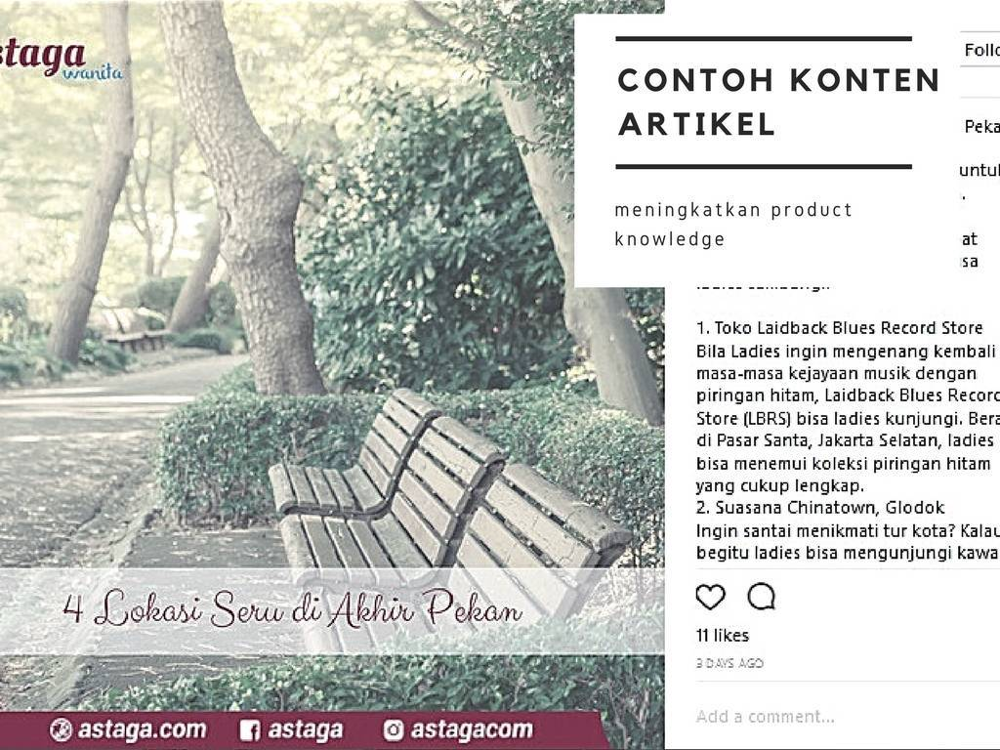 staga
wanita
4 Lokasi Seru di Akhir Pekan
astaga.com astaga astagacom
CONTOH KONTEN
ARTIKEL
meningkatkan product
knowledge
Follo
Peka
untuk
.
at
sa
1. Toko Laidback Blues Record Store
Bila Ladies ingin mengenang kembali
masa-masa kejayaan musik dengan
piringan hitam, Laidback Blues Record
Store (LBRS) bisa ladies kunjungi. Bera
di Pasar Santa, Jakarta Selatan, ladies
bisa menemui koleksi piringan hitam
yang cukup lengkap.
2. Suasana Chinatown, Glodok
Ingin santai menikmati tur kota? Kalau
begitu ladies bisa mengunjungi kawa
11 likes
3 DAYS AGO
Add a comment...